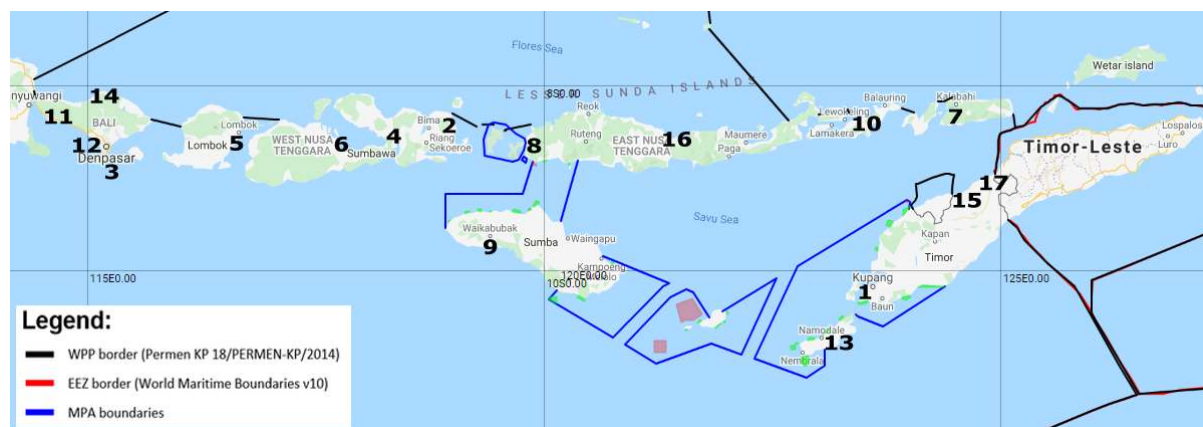 Flores Sea
Wetar island
nyuwangi
14
11
BALI
12
Denpasar
3
Lombok
Lombok
5
WEST NUSA
TENGGARA
6
Sumbawa
4
Bima
Riang
Sekoeroe
2
8S0.00
LESSER SUNDA ISLANDS
Reok
Ruteng
8
EAST NUSA
TENGGARA
16
Maumere
Paga
Lewoleling
Lamakera
10
Balauring
Kalabahi
7
Timor-Leste
Lospalos
Luro
17
15
Savu Sea
Waikabubak
9
Sumba
Waingapu
Kampoeng
Kapan
Timor
115E0.00
120E0.00
10S0.00
125E0.00
Kupang
1
Baun
Namodale
13
Nembrala
Legend:
WPP border (Permen KP 18/PERMEN-KP/2014)
EEZ border (World Maritime Boundaries v10)
MPA boundaries